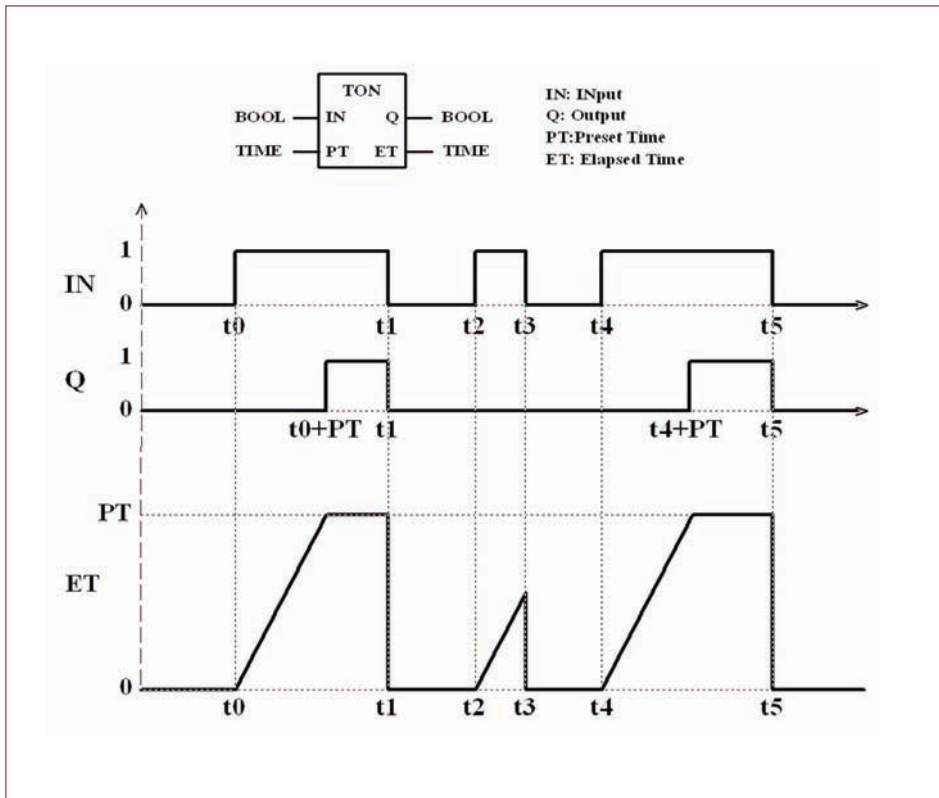 TON
BOOL IN Q BOOL
TIME PT ET TIME
IN: INput
Q: Output
PT:Preset Time
ET: Elapsed Time
1
IN
0
t0 t1 t2 t3 t4 t5
1
Q
0
t0+PT t1 t4+PT t5
PT
ET
0
t0 t1 t2 t3 t4 t5